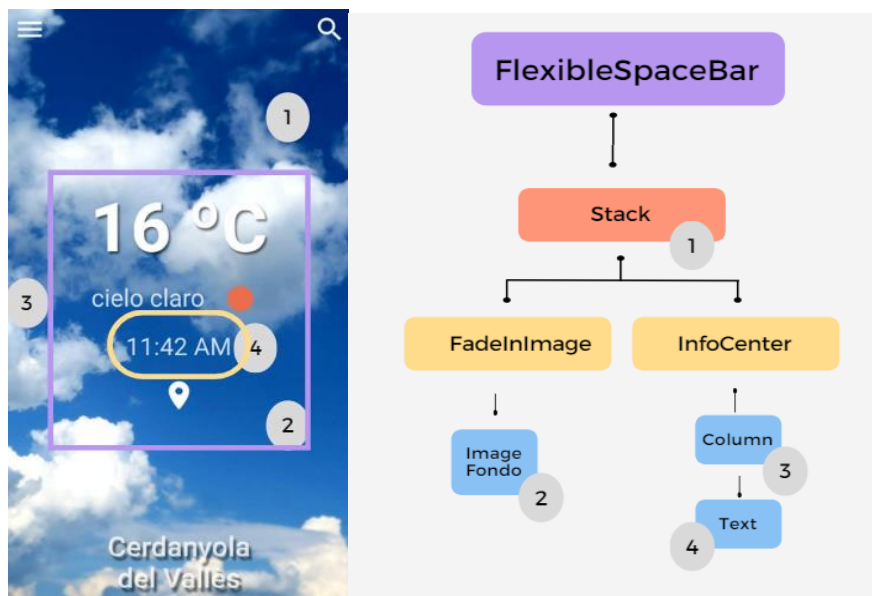 1
16 ºC
3
cielo claro
11:42 AM
4
2
Cerdanyola
del Vallès
FlexibleSpaceBar
Stack
1
FadeInImage
InfoCenter
Image
Fondo
2
Column
3
Text
4